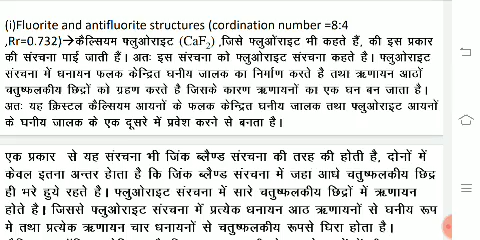 (i)Fluorite and antifluorite structures (cordination number =8:4
,Rr=0.732)→कैल्सियम फ्लुओराइट (CaF₂) ,जिसे फ्लुओंराइट भी कहते हैं, की इस प्रकार
की संरचना पाई जाती हैं। अतः इस संरचना को फ्लुओराइट संरचना कहते है। फ्लुओराइट
संरचना में धनायन फलक केन्द्रित घनीय जालक का निर्माण करते है तथा ऋणायन आठों
चतुष्फलकीय छिद्रों को ग्रहण करते है जिसके कारण ऋणायनों का एक घन बन जाता है।
अतः यह क्रिस्टल कैल्सियम आयनों के फलक केन्द्रित घनीय जालक तथा फ्लुओराइट आयनों
के घनीय जालक के एक दूसरे में प्रवेश करने से बनता है।
एक प्रकार से यह संरचना भी जिंक ब्लैण्ड संरचना की तरह की होती है, दोनों में
केवल इतना अन्तर हेाता है कि जिंक ब्लैण्ड संरचना में जहा आधे चतुष्फलकीय छिद्र
ही भरे हुये रहते है। फ्लुओराइट संरचना में सारे चतुष्फलकीय छिद्रों में ऋणायन
होते है। जिससे फ्लुओराइट संरचना में प्रत्येक धनायन आठ ऋणायनों से घनीय रूप
मे तथा प्रत्येक ऋणायन चार धनायनों से चतुष्फलकीय रूपसे घिरा होता है।